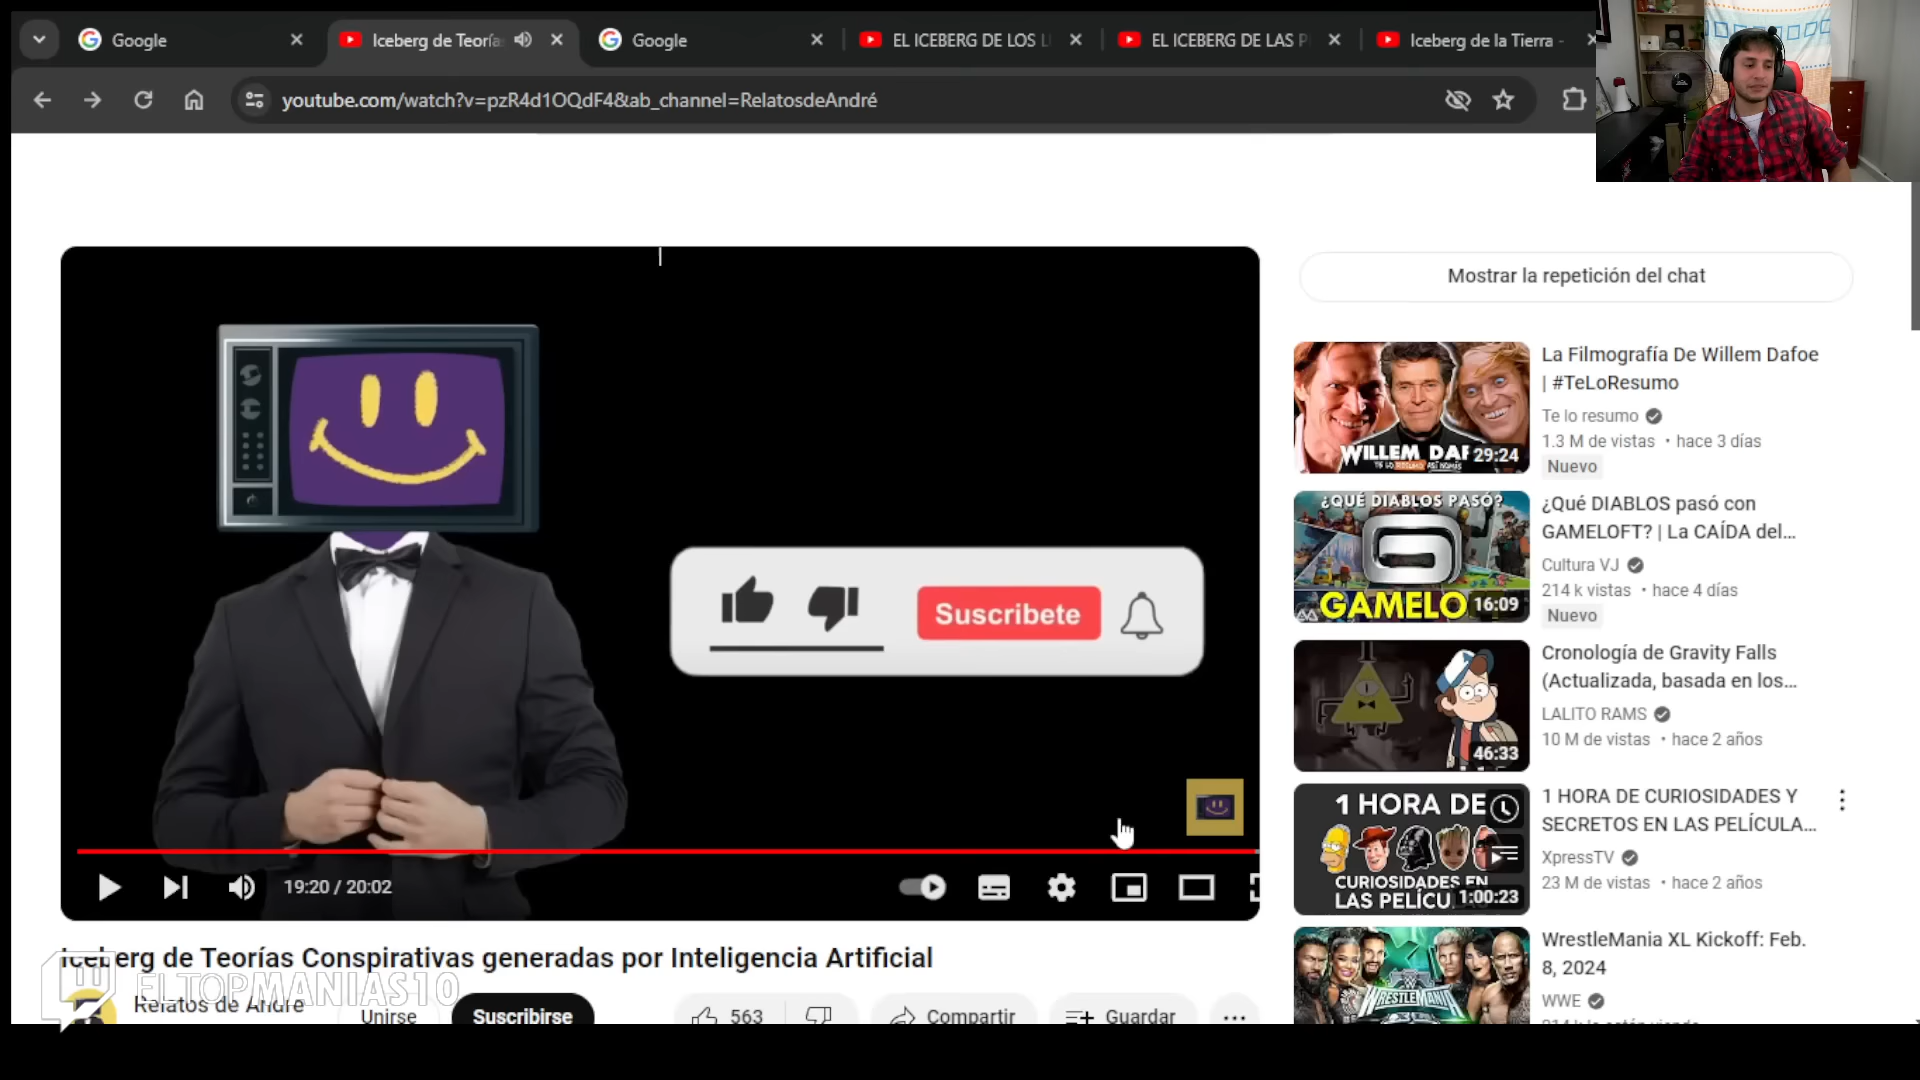 Google
Iceberg de Teoría
Google
EL ICEBERG DE LOS L
EL ICEBERG DE LAS P
Iceberg de la Tierra -
youtube.com/watch?v=pzR4d1OQdF4&ab_channel=RelatosdeAndré
Suscribete
19:20 / 20:02
Iceberg de Teorías Conspirativas generadas por Inteligencia Artificial
ELTOPMANIAS10
Relatos de André
Unirse
Suscribirse
563
Compartir
Guardar
Mostrar la repetición del chat
WILLEM DAF
29:24
La Filmografía De Willem Dafoe
| #TeLoResumo
Te lo resumo
1.3 M de vistas • hace 3 días
Nuevo
¿QUÉ DIABLOS PASÓ?
GAMELO
16:09
¿Qué DIABLOS pasó con
GAMELOFT? | La CAÍDA del...
Cultura VJ
214 k vistas • hace 4 días
Nuevo
46:33
Cronología de Gravity Falls
(Actualizada, basada en los...
LALITO RAMS
10 M de vistas • hace 2 años
1 HORA DE
CURIOSIDADES EN
LAS PELÍCU
1:00:23
1 HORA DE CURIOSIDADES Y
SECRETOS EN LAS PELÍCULA...
XpressTV
23 M de vistas • hace 2 años
WRESTLEMANIA
WrestleMania XL Kickoff: Feb.
8, 2024
WWE